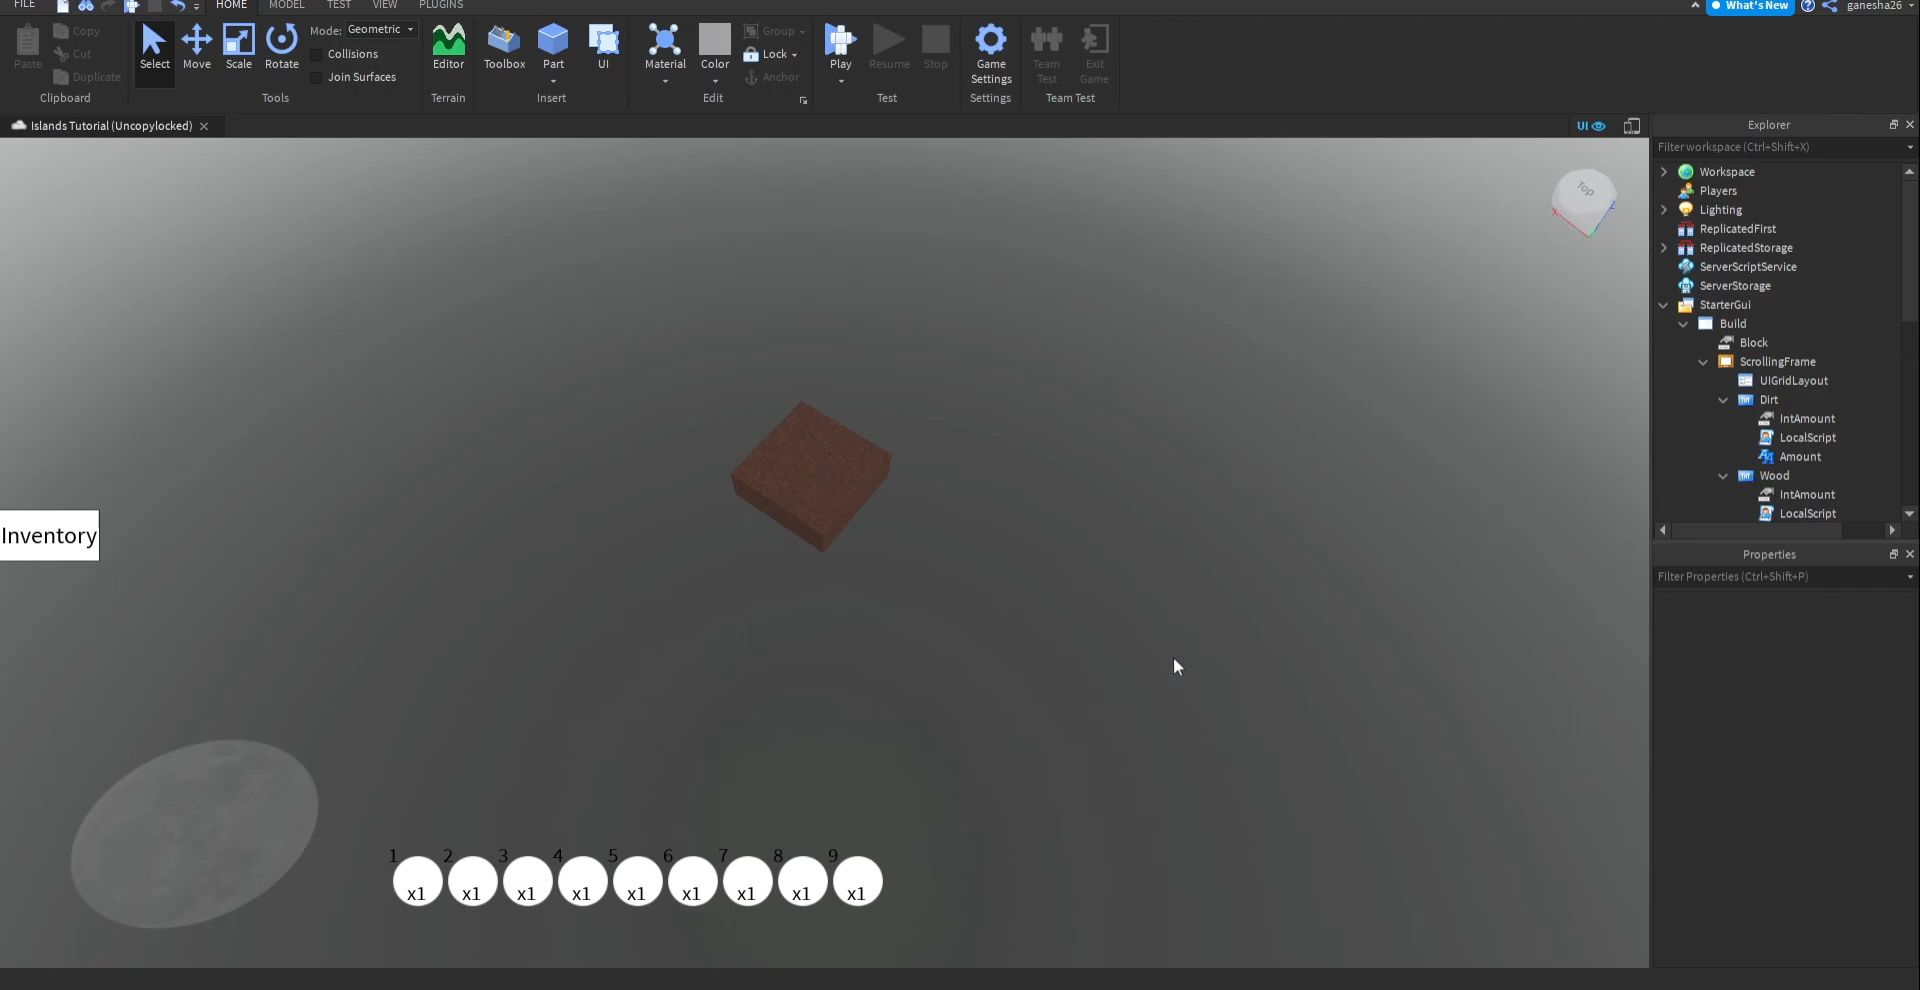 FILE HOME MODEL TEST VIEW PLUGINS What's New ganesha26
Paste Copy Cut Duplicate
Clipboard
Select Move Scale Rotate
Mode: Geometric
Collisions
Join Surfaces
Tools
Editor
Terrain
Toolbox Part UI
Insert
Material Color Group Lock Anchor
Edit
Play Resume Stop
Test
Game Settings
Settings
Team Test Exit Game
Team Test
Islands Tutorial (Uncopylocked)
UI
Top
X
Z
Inventory
1 2 3 4 5 6 7 8 9
x1 x1 x1 x1 x1 x1 x1 x1 x1
Explorer
Filter workspace (Ctrl+Shift+X)
Workspace
Players
Lighting
ReplicatedFirst
ReplicatedStorage
ServerScriptService
ServerStorage
StarterGui
Build
Block
ScrollingFrame
UIGridLayout
Dirt
IntAmount
LocalScript
Amount
Wood
IntAmount
LocalScript
Properties
Filter Properties (Ctrl+Shift+P)